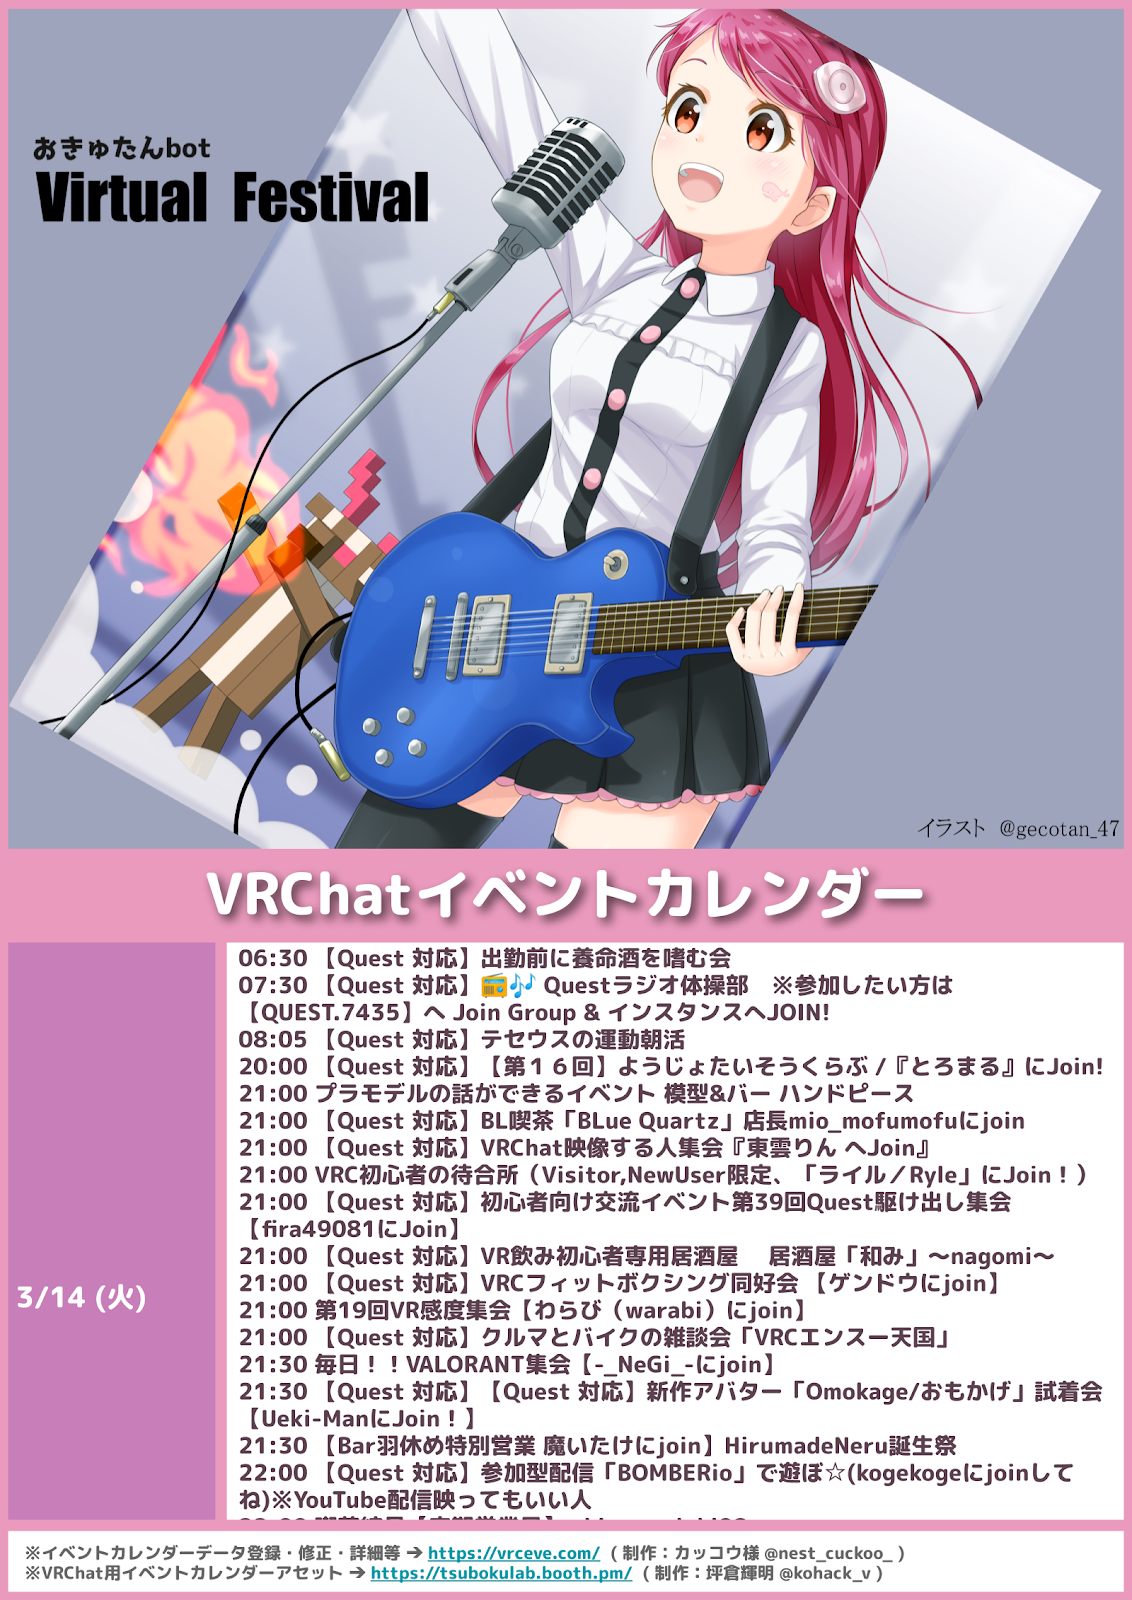 おきゅたんbot
Virtual Festival
イラスト @gecotan_47
VRChatイベントカレンダー
3/14 (火)
06:30 【Quest 対応】出勤前に養命酒を嗜む会
07:30 【Quest 対応】📻🎶 Questラジオ体操部　※参加したい方は
【QUEST.7435】へ Join Group & インスタンスへJOIN!
08:05 【Quest 対応】テセウスの運動朝活
20:00 【Quest 対応】【第１６回】ようじょたいそうくらぶ /『とろまる』にJoin!
21:00 プラモデルの話ができるイベント 模型&バー ハンドピース
21:00 【Quest 対応】BL喫茶「BLue Quartz」店長mio_mofumofuにjoin
21:00 【Quest 対応】VRChat映像する人集会『東雲りん へJoin』
21:00 VRC初心者の待合所（Visitor,NewUser限定、「ライル／Ryle」にJoin！）
21:00 【Quest 対応】初心者向け交流イベント第39回Quest駆け出し集会
【fira49081にJoin】
21:00 【Quest 対応】VR飲み初心者専用居酒屋　 居酒屋「和み」～nagomi～
21:00 【Quest 対応】VRCフィットボクシング同好会 【ゲンドウにjoin】
21:00 第19回VR感度集会【わらび（warabi）にjoin】
21:00 【Quest 対応】クルマとバイクの雑談会「VRCエンスー天国」
21:30 毎日！！VALORANT集会【-_NeGi_-にjoin】
21:30 【Quest 対応】【Quest 対応】新作アバター「Omokage/おもかげ」試着会
【Ueki-ManにJoin！】
21:30 【Bar羽休め特別営業 魔いたけにjoin】HirumadeNeru誕生祭
22:00 【Quest 対応】参加型配信「BOMBERio」で遊ぼ☆(kogekogeにjoinして
ね)※YouTube配信映ってもいい人
※イベントカレンダーデータ登録・修正・詳細等 ➔ https://vrceve.com/ ( 制作：カッコウ様 @nest_cuckoo_ )
※VRChat用イベントカレンダーアセット ➔ https://tsubokulab.booth.pm/ ( 制作：坪倉輝明 @kohack_v )